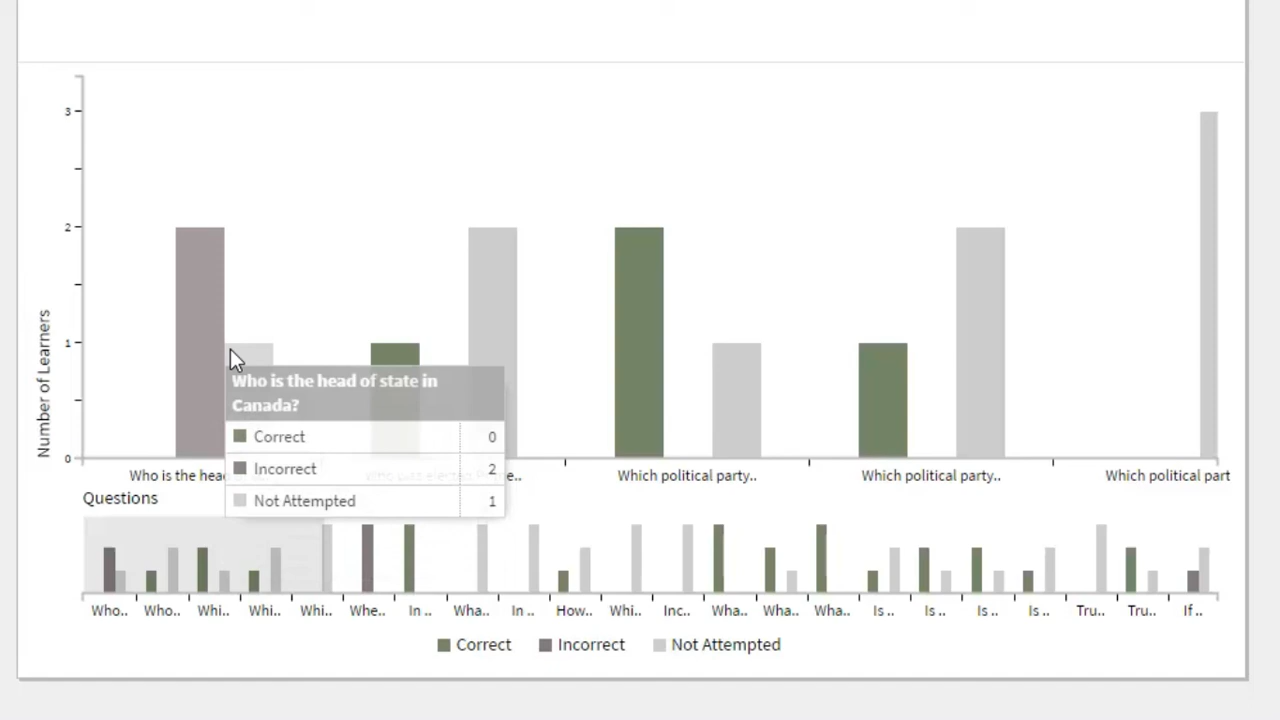 3
2
1
0
Number of Learners
Who is the head of state in
Canada?
Correct 0
Incorrect 2
Not Attempted 1
Who is the head
Which political party..
Which political party..
Which political part
Questions
Who.. Who.. Whi.. Whi.. Whi.. Whe.. In .. Wha.. In .. How.. Whi.. Inc.. Wha.. Wha.. Wha.. Is .. Is .. Is .. Is .. Tru.. Tru.. If ..
Correct Incorrect Not Attempted